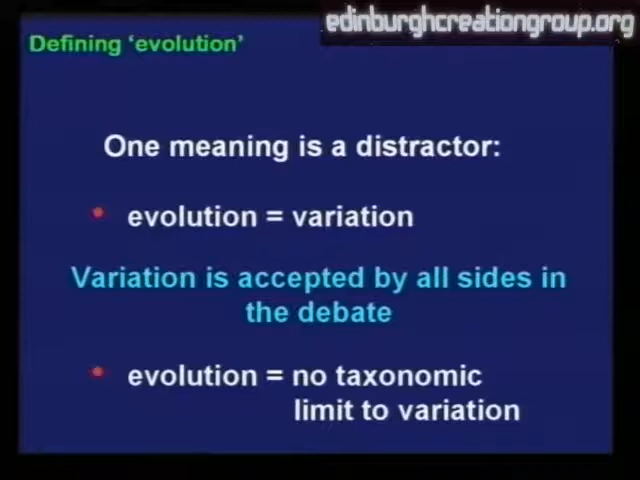 edinburghcreationgroup.org
Defining 'evolution'
One meaning is a distractor:
• evolution = variation
Variation is accepted by all sides in
the debate
• evolution = no taxonomic
limit to variation